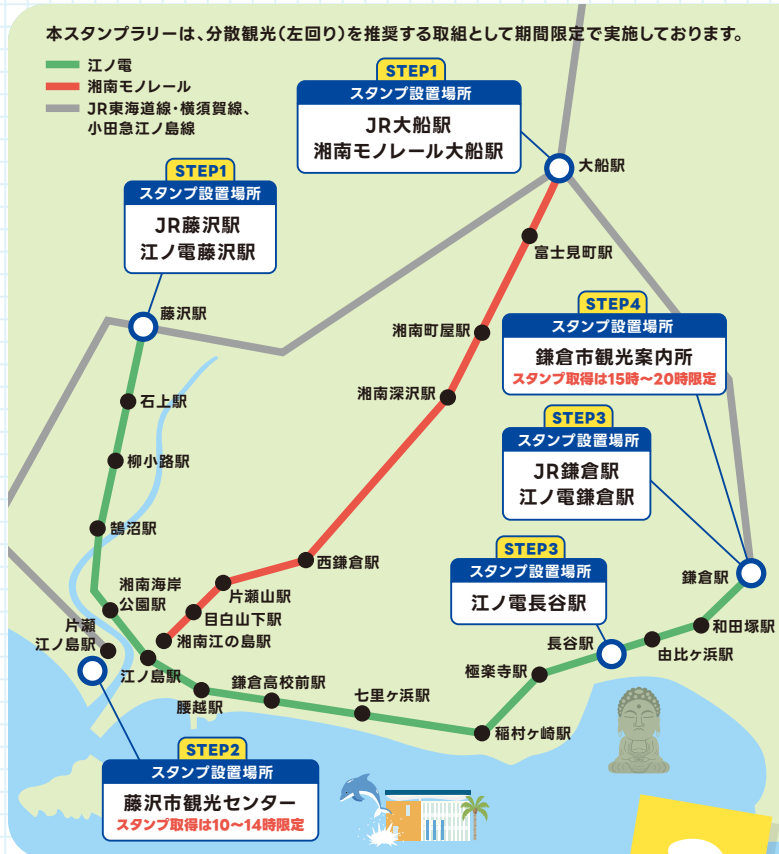 本スタンプラリーは、分散観光(左回り)を推奨する取組として期間限定で実施しております。
江ノ電
湘南モノレール
JR東海道線・横須賀線、
小田急江ノ島線
STEP1
スタンプ設置場所
JR大船駅
湘南モノレール大船駅
大船駅
STEP1
スタンプ設置場所
JR藤沢駅
江ノ電藤沢駅
富士見町駅
藤沢駅
湘南町屋駅
STEP4
スタンプ設置場所
鎌倉市観光案内所
スタンプ取得は15時〜20時限定
石上駅
湘南深沢駅
柳小路駅
STEP3
スタンプ設置場所
JR鎌倉駅
江ノ電鎌倉駅
鵠沼駅
西鎌倉駅
STEP3
スタンプ設置場所
江ノ電長谷駅
鎌倉駅
湘南海岸
公園駅
片瀬山駅
目白山下駅
湘南江の島駅
片瀬
江ノ島駅
和田塚駅
長谷駅
由比ヶ浜駅
江ノ島駅
極楽寺駅
鎌倉高校前駅
七里ヶ浜駅
腰越駅
稲村ヶ崎駅
STEP2
スタンプ設置場所
藤沢市観光センター
スタンプ取得は10〜14時限定